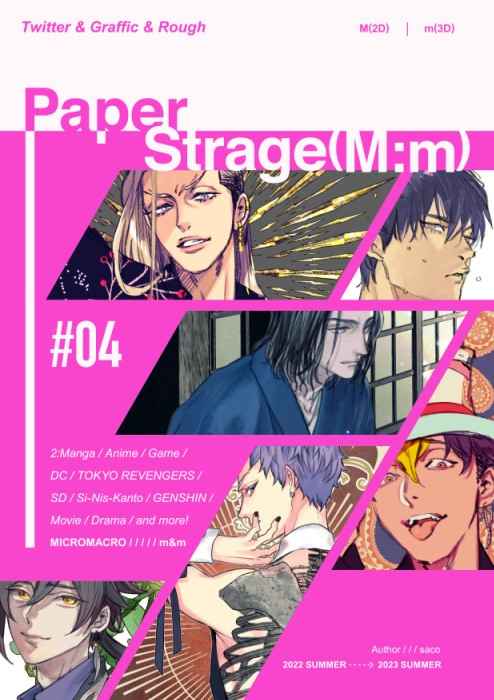 Twitter & Graffic & Rough
M(2D) | m(3D)
Paper
Strage(M:m)
#04
2:Manga / Anime / Game /
DC / TOKYO REVENGERS /
SD / Si-Nis-Kanto / GENSHIN /
Movie / Drama / and more!
MICROMACRO / / / / / m&m
Author / / / saco
2022 SUMMER ----> 2023 SUMMER